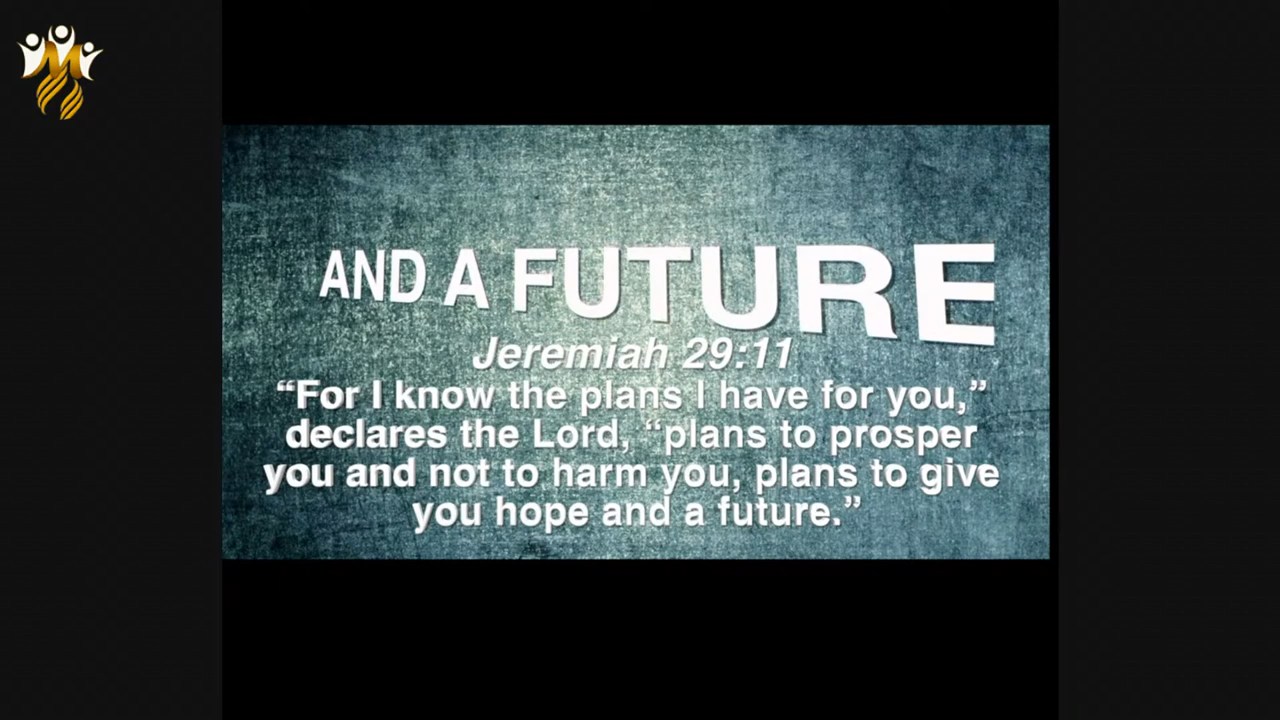 AND A FUTURE
Jeremiah 29:11
“For I know the plans I have for you,”
declares the Lord, “plans to prosper
you and not to harm you, plans to give
you hope and a future.”